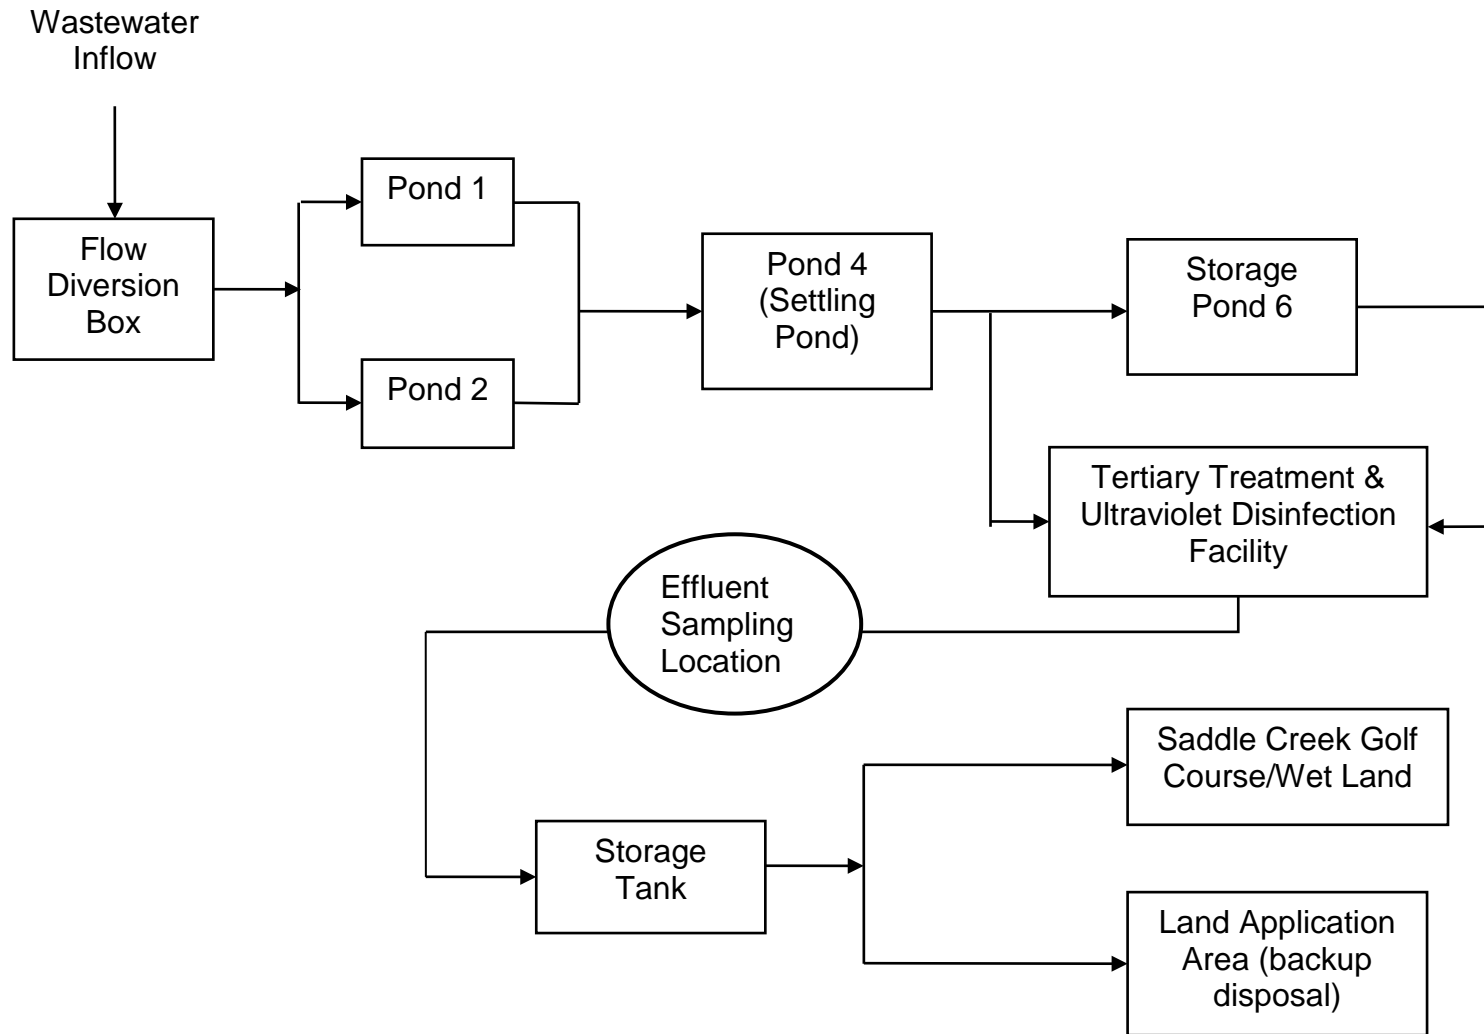 Wastewater
Inflow
Flow
Diversion
Box
Pond 1
Pond 2
Pond 4
(Settling
Pond)
Storage
Pond 6
Tertiary Treatment &
Ultraviolet Disinfection
Facility
Effluent
Sampling
Location
Storage
Tank
Saddle Creek Golf
Course/Wet Land
Land Application
Area (backup
disposal)